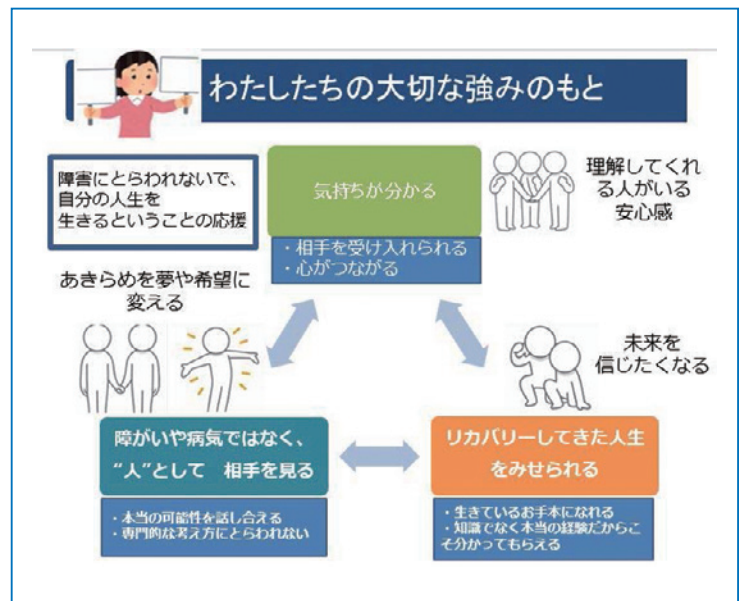 わたしたちの大切な強みのもと
障害にとらわれないで、
自分の人生を
生きるということの応援
気持ちが分かる
・相手を受け入れられる
・心がつながる
理解してくれ
る人がいる
安心感
あきらめを夢や希望に
変える
未来を
信じたくなる
障がいや病気ではなく、
“人”として 相手を見る
・本当の可能性を話し合える
・専門的な考え方にとらわれない
リカバリーしてきた人生
をみせられる
・生きているお手本になれる
・知識でなく本当の経験だからこ
そ分かってもらえる